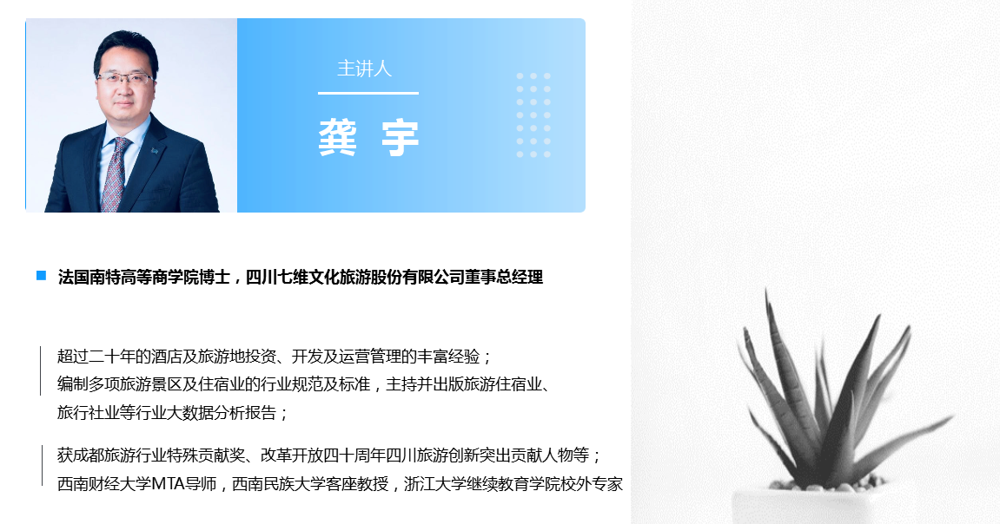 主讲人
龚 宇
法国南特高等商学院博士，四川七维文化旅游股份有限公司董事总经理
超过二十年的酒店及旅游地投资、开发及运营管理的丰富经验；
编制多项旅游景区及住宿业的行业规范及标准，主持并出版旅游住宿业、
旅行社业等行业大数据分析报告；
获成都旅游行业特殊贡献奖、改革开放四十周年四川旅游创新突出贡献人物等；
西南财经大学MTA导师，西南民族大学客座教授，浙江大学继续教育学院校外专家